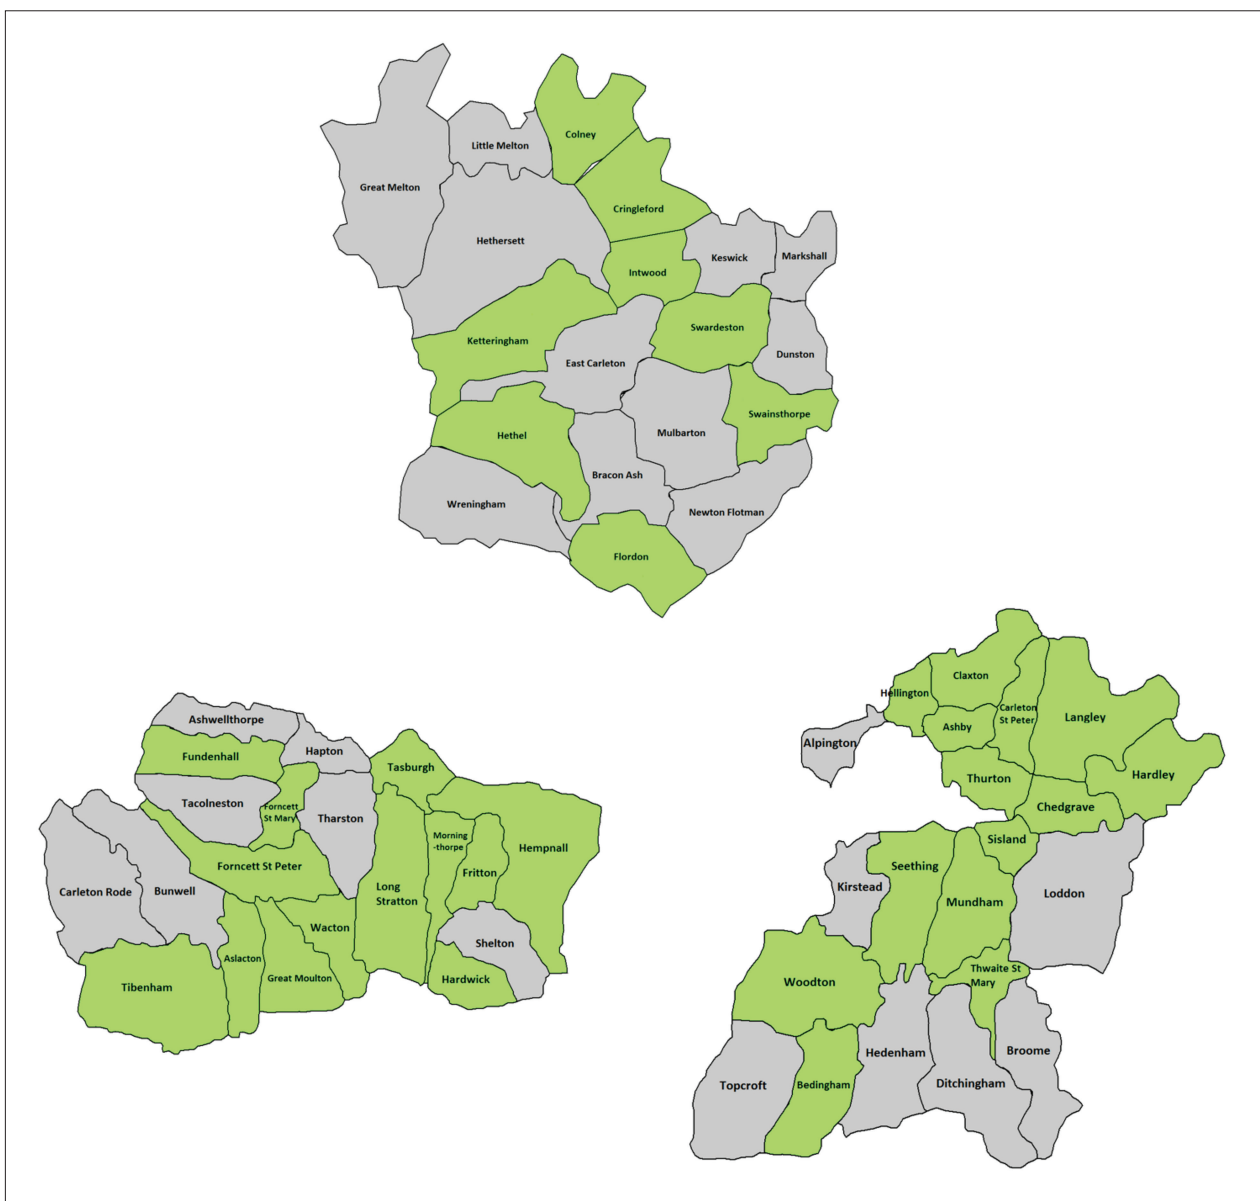 Colney
Little Melton
Great Melton
Cringleford
Hethersett
Keswick
Markshall
Intwood
Swardeston
Ketteringham
Dunston
East Carleton
Swainsthorpe
Mulbarton
Hethel
Bracon Ash
Wreningham
Newton Flotman
Flordon
Ashwellthorpe
Hapton
Fundenhall
Tasburgh
Tacolneston
Forncett
St Mary
Tharston
Morning
-thorpe
Hempnall
Forncett St Peter
Fritton
Carleton Rode
Bunwell
Long
Stratton
Wacton
Shelton
Aslacton
Great Moulton
Hardwick
Tibenham
Claxton
Hellington
Carleton
St Peter
Langley
Ashby
Alpington
Thurton
Hardley
Chedgrave
Sisland
Seething
Kirstead
Loddon
Mundham
Thwaite St
Mary
Woodton
Hedenham
Broome
Topcroft
Bedingham
Ditchingham